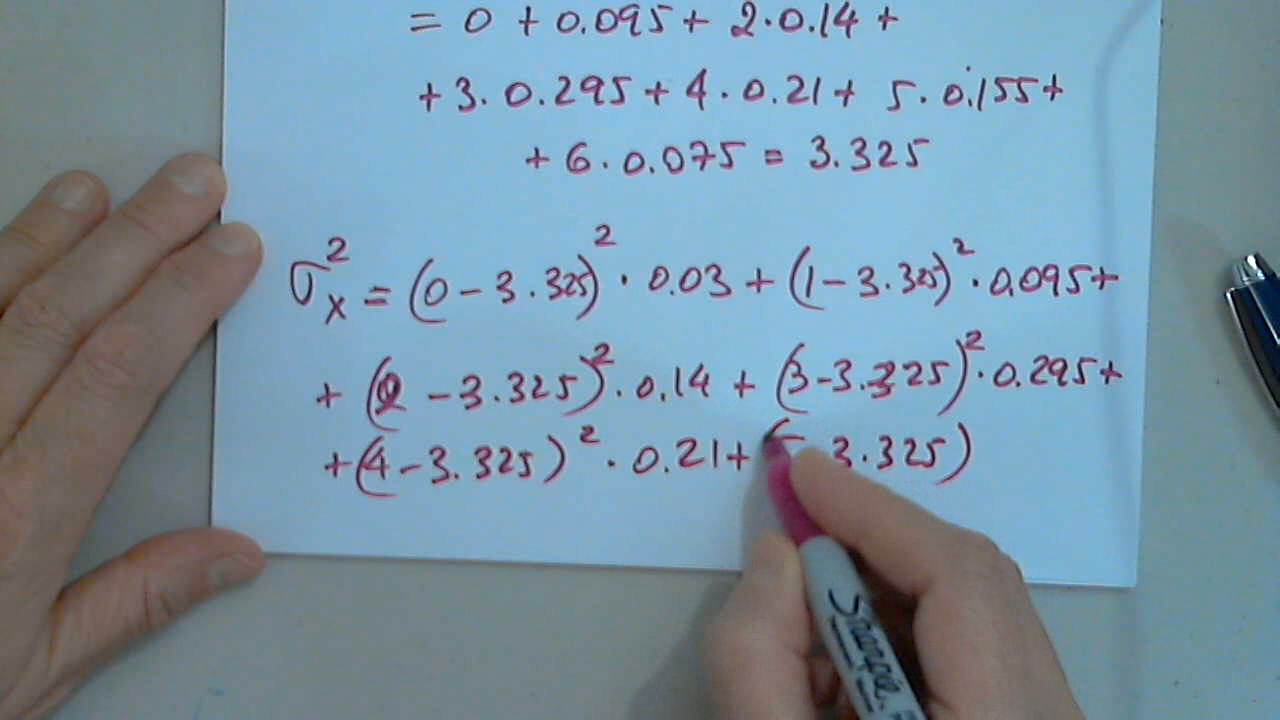 = 0 + 0.095 + 2·0.14 +
+ 3·0.295 + 4·0.21 + 5·0.155 +
+ 6·0.075 = 3.325
σ²ₓ = (0 - 3.325)² · 0.03 + (1 - 3.325)² · 0.095 +
+ (2 - 3.325)² · 0.14 + (3 - 3.325)² · 0.295 +
+ (4 - 3.325)² · 0.21 + ( - 3.325)
Sharpie